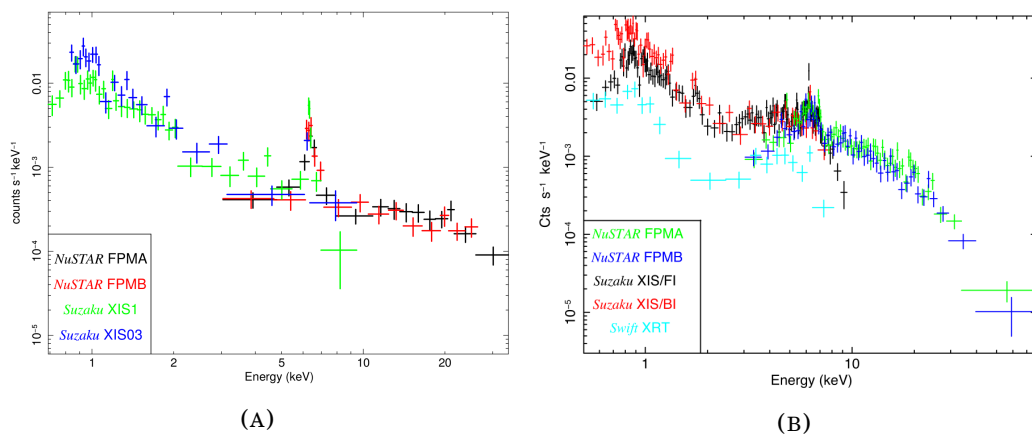 counts s⁻¹ keV⁻¹
0.01
10⁻³
10⁻⁴
10⁻⁵
NuSTAR FPMA
NuSTAR FPMB
Suzaku XIS1
Suzaku XIS03
1
2
5
10
20
Energy (keV)
(A)
Cts s⁻¹ keV⁻¹
0.01
10⁻³
10⁻⁴
10⁻⁵
NuSTAR FPMA
NuSTAR FPMB
Suzaku XIS/FI
Suzaku XIS/BI
Swift XRT
1
10
Energy (keV)
(B)